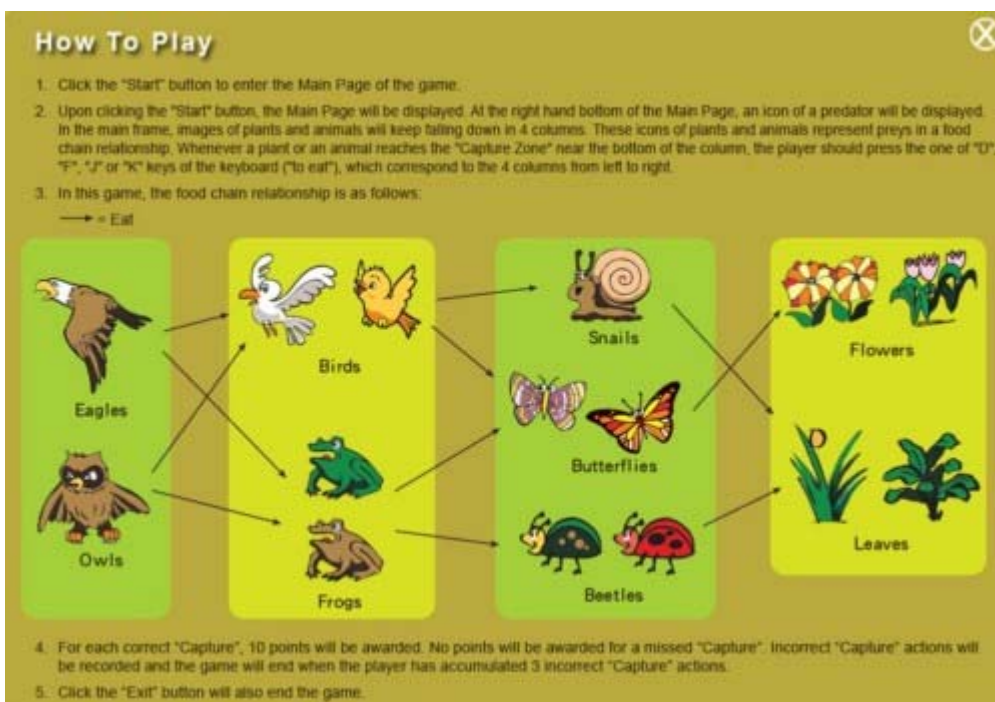 How To Play
1. Click the "Start" button to enter the Main Page of the game.
2. Upon clicking the "Start" button, the Main Page will be displayed. At the right hand bottom of the Main Page, an icon of a predator will be displayed.
In the main frame, images of plants and animals will keep falling down in 4 columns. These icons of plants and animals represent preys in a food
chain relationship. Whenever a plant or an animal reaches the "Capture Zone" near the bottom of the column, the player should press the one of "D",
"F", "J" or "K" keys of the keyboard ("to eat"), which correspond to the 4 columns from left to right.
3. In this game, the food chain relationship is as follows:
= Eat
Eagles
Owls
Birds
Frogs
Snails
Butterflies
Beetles
Flowers
Leaves
4. For each correct "Capture", 10 points will be awarded. No points will be awarded for a missed "Capture". Incorrect "Capture" actions will
be recorded and the game will end when the player has accumulated 3 incorrect "Capture" actions.
5. Click the "Exit" button will also end the game.